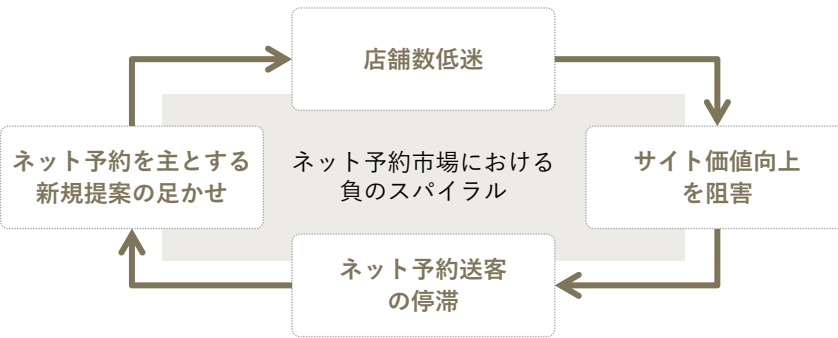 店舗数低迷
ネット予約を主とする
新規提案の足かせ
ネット予約市場における
負のスパイラル
サイト価値向上
を阻害
ネット予約送客
の停滞